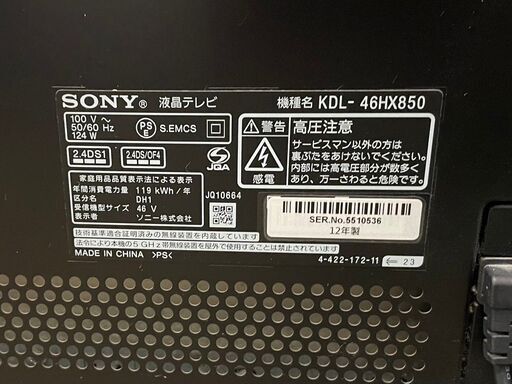 SONY® 液晶テレビ
機種名 KDL- 46HX850
100 V ~
50/60 Hz
124 W
PS
E
S.EMCS
2.4DS1
2.4DS/OF4
JQA
家庭用品品質表示法による表示
年間消費電力量 119 kWh/年
区分名 DH1
受信機型サイズ 46 V
ソニー株式会社
JQ10664
警告
感電
高圧注意
サービスマン以外の方は
裏ぶたをあけないでください。
内部には高電圧部分が数多く
あり、万一さわると危険です。
SER.No.5510536
12年製
技術基準適合証明済みの無線装置を内蔵しています。
法令により本機の5 GHz帯無線装置を屋外で使用することは禁止されています。
MADE IN CHINA >PS<
4-422-172-11
23